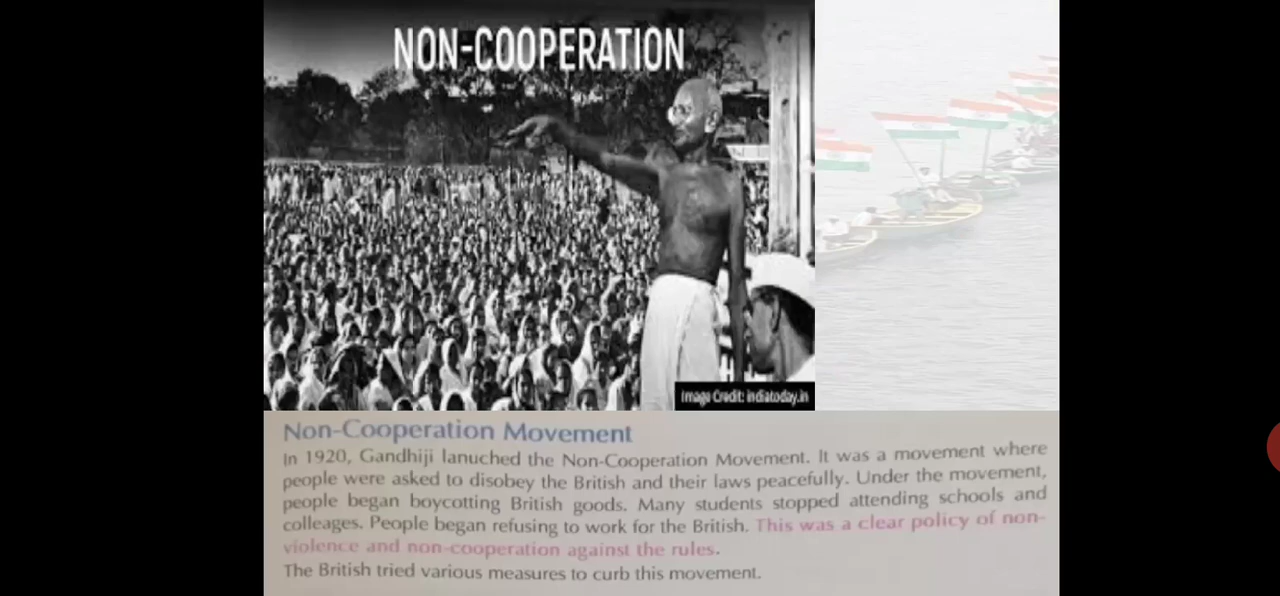 NON-COOPERATION
Image Credit: indiatoday.in
Non-Cooperation Movement
In 1920, Gandhiji lanuched the Non-Cooperation Movement. It was a movement where
people were asked to disobey the British and their laws peacefully. Under the movement,
people began boycotting British goods. Many students stopped attending schools and
colleages. People began refusing to work for the British. This was a clear policy of non-
violence and non-cooperation against the rules.
The British tried various measures to curb this movement.